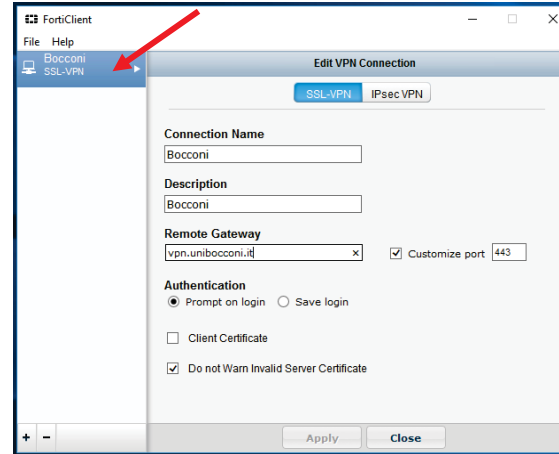 FortiClient
File Help
Bocconi
SSL-VPN
Edit VPN Connection
SSL-VPN IPsec VPN
Connection Name
Bocconi
Description
Bocconi
Remote Gateway
vpn.unibocconi.it x Customize port 443
Authentication
Prompt on login Save login
Client Certificate
Do not Warn Invalid Server Certificate
+ - Apply Close